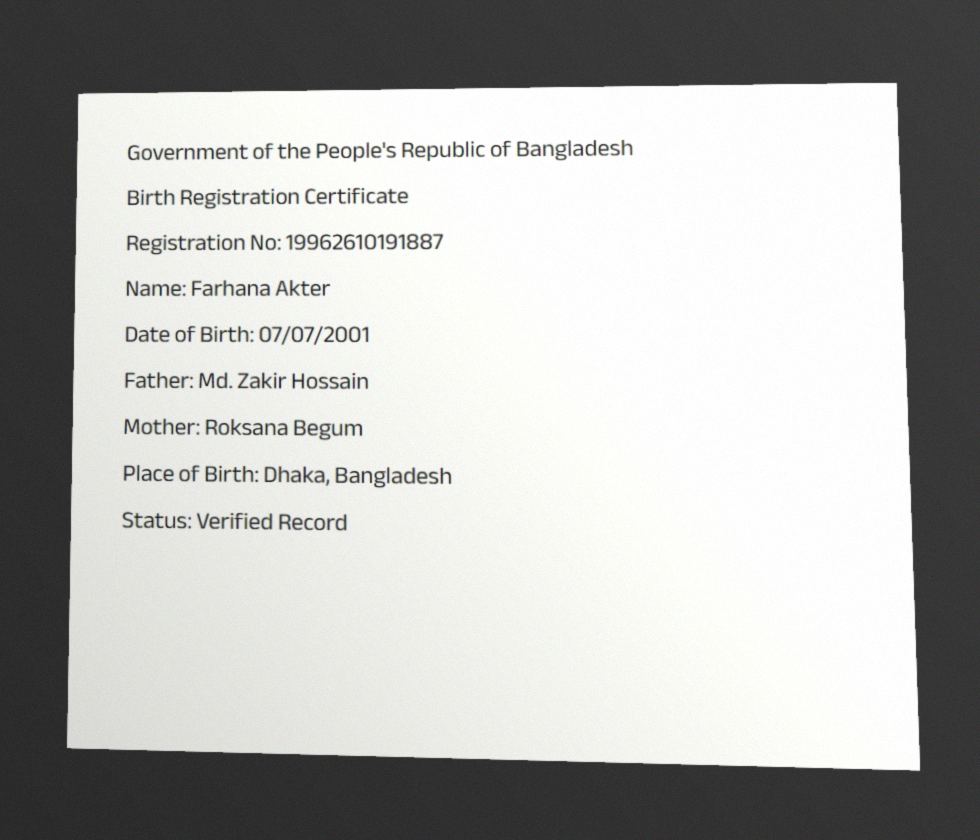 Government of the People's Republic of Bangladesh
Birth Registration Certificate
Registration No: 19962610191887
Name: Farhana Akter
Date of Birth: 07/07/2001
Father: Md. Zakir Hossain
Mother: Roksana Begum
Place of Birth: Dhaka, Bangladesh
Status: Verified Record